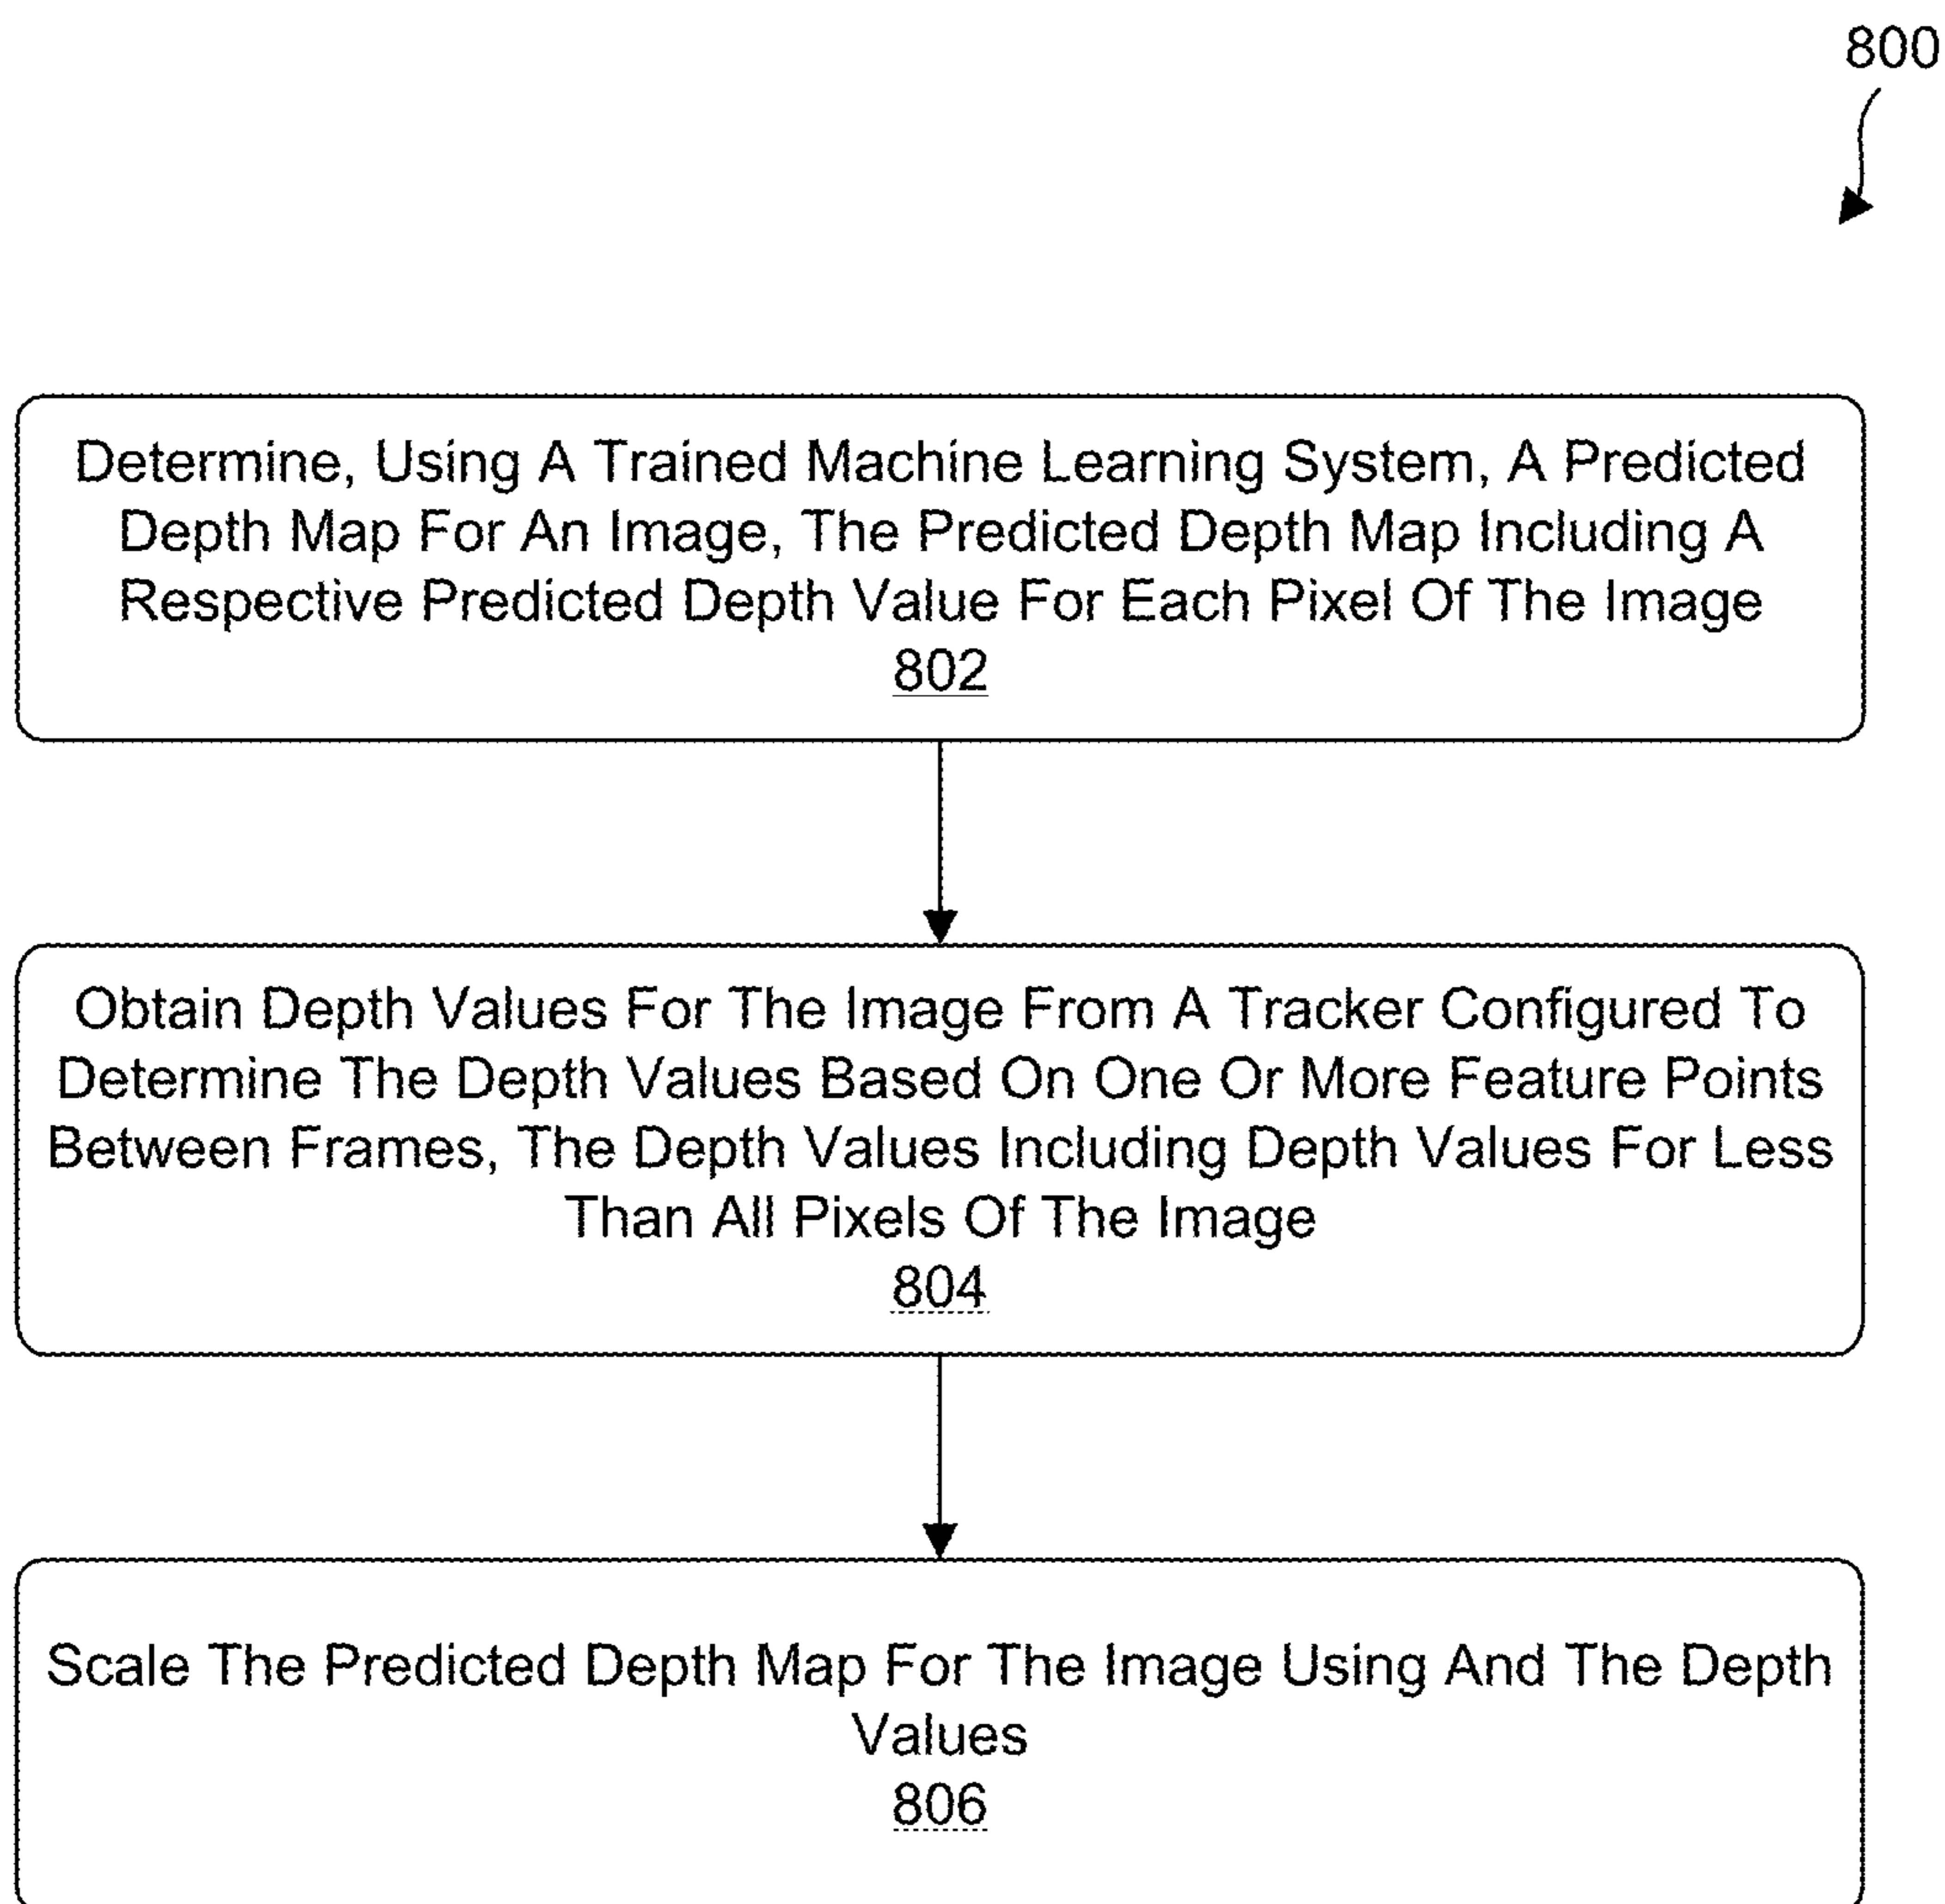 800
Determine, Using A Trained Machine Learning System, A Predicted
Depth Map For An Image, The Predicted Depth Map Including A
Respective Predicted Depth Value For Each Pixel Of The Image
802
Obtain Depth Values For The Image From A Tracker Configured To
Determine The Depth Values Based On One Or More Feature Points
Between Frames, The Depth Values Including Depth Values For Less
Than All Pixels Of The Image
804
Scale The Predicted Depth Map For The Image Using And The Depth
Values
806